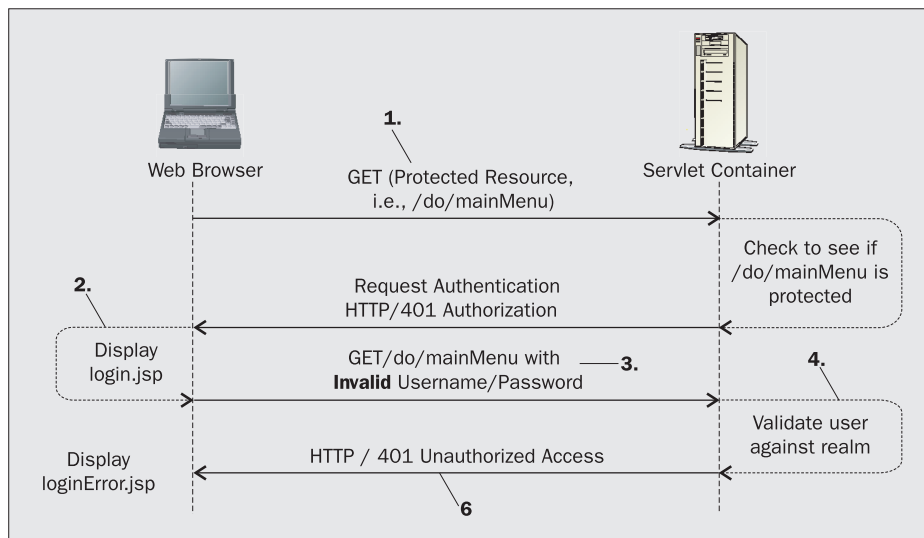 1.
Web Browser
Servlet Container
GET (Protected Resource,
i.e., /do/mainMenu)
Check to see if
/do/mainMenu is
protected
2.
Request Authentication
HTTP/401 Authorization
Display
login.jsp
GET/do/mainMenu with
3.
Invalid Username/Password
4.
Validate user
against realm
HTTP / 401 Unauthorized Access
Display
loginError.jsp
6